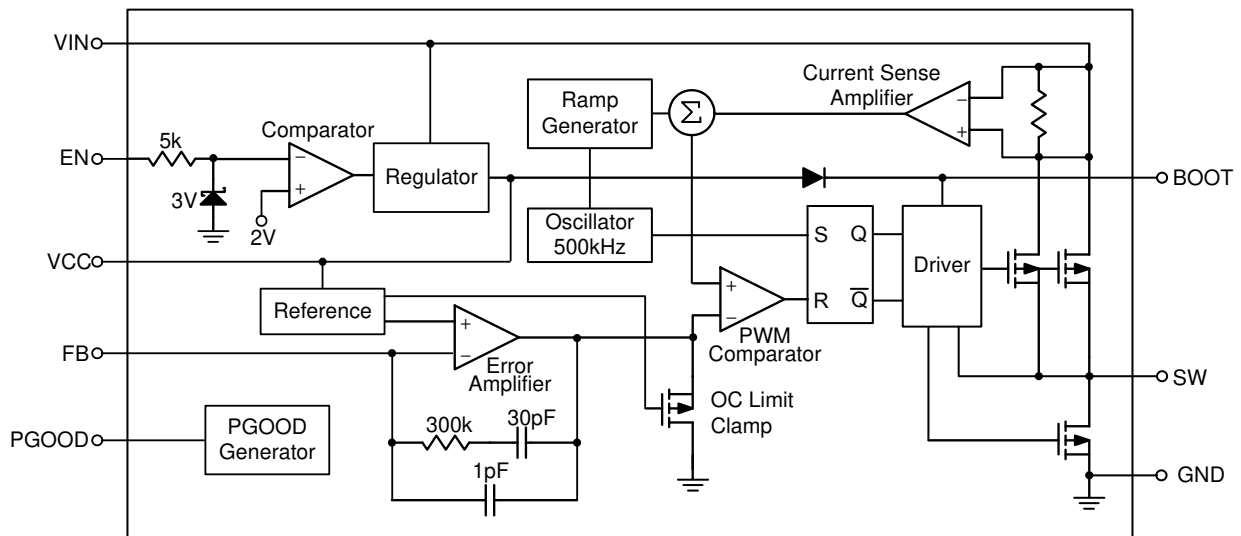 VIN
Current Sense
Amplifier
−
+
Ramp
Generator
Σ
EN
5k
Comparator
−
+
3V
2V
Regulator
BOOT
Oscillator
500kHz
S
Q
R
Q
Driver
VCC
Reference
+
−
PWM
Comparator
FB
+
−
Error
Amplifier
SW
OC Limit
Clamp
300k
30pF
1pF
PGOOD
PGOOD
Generator
GND